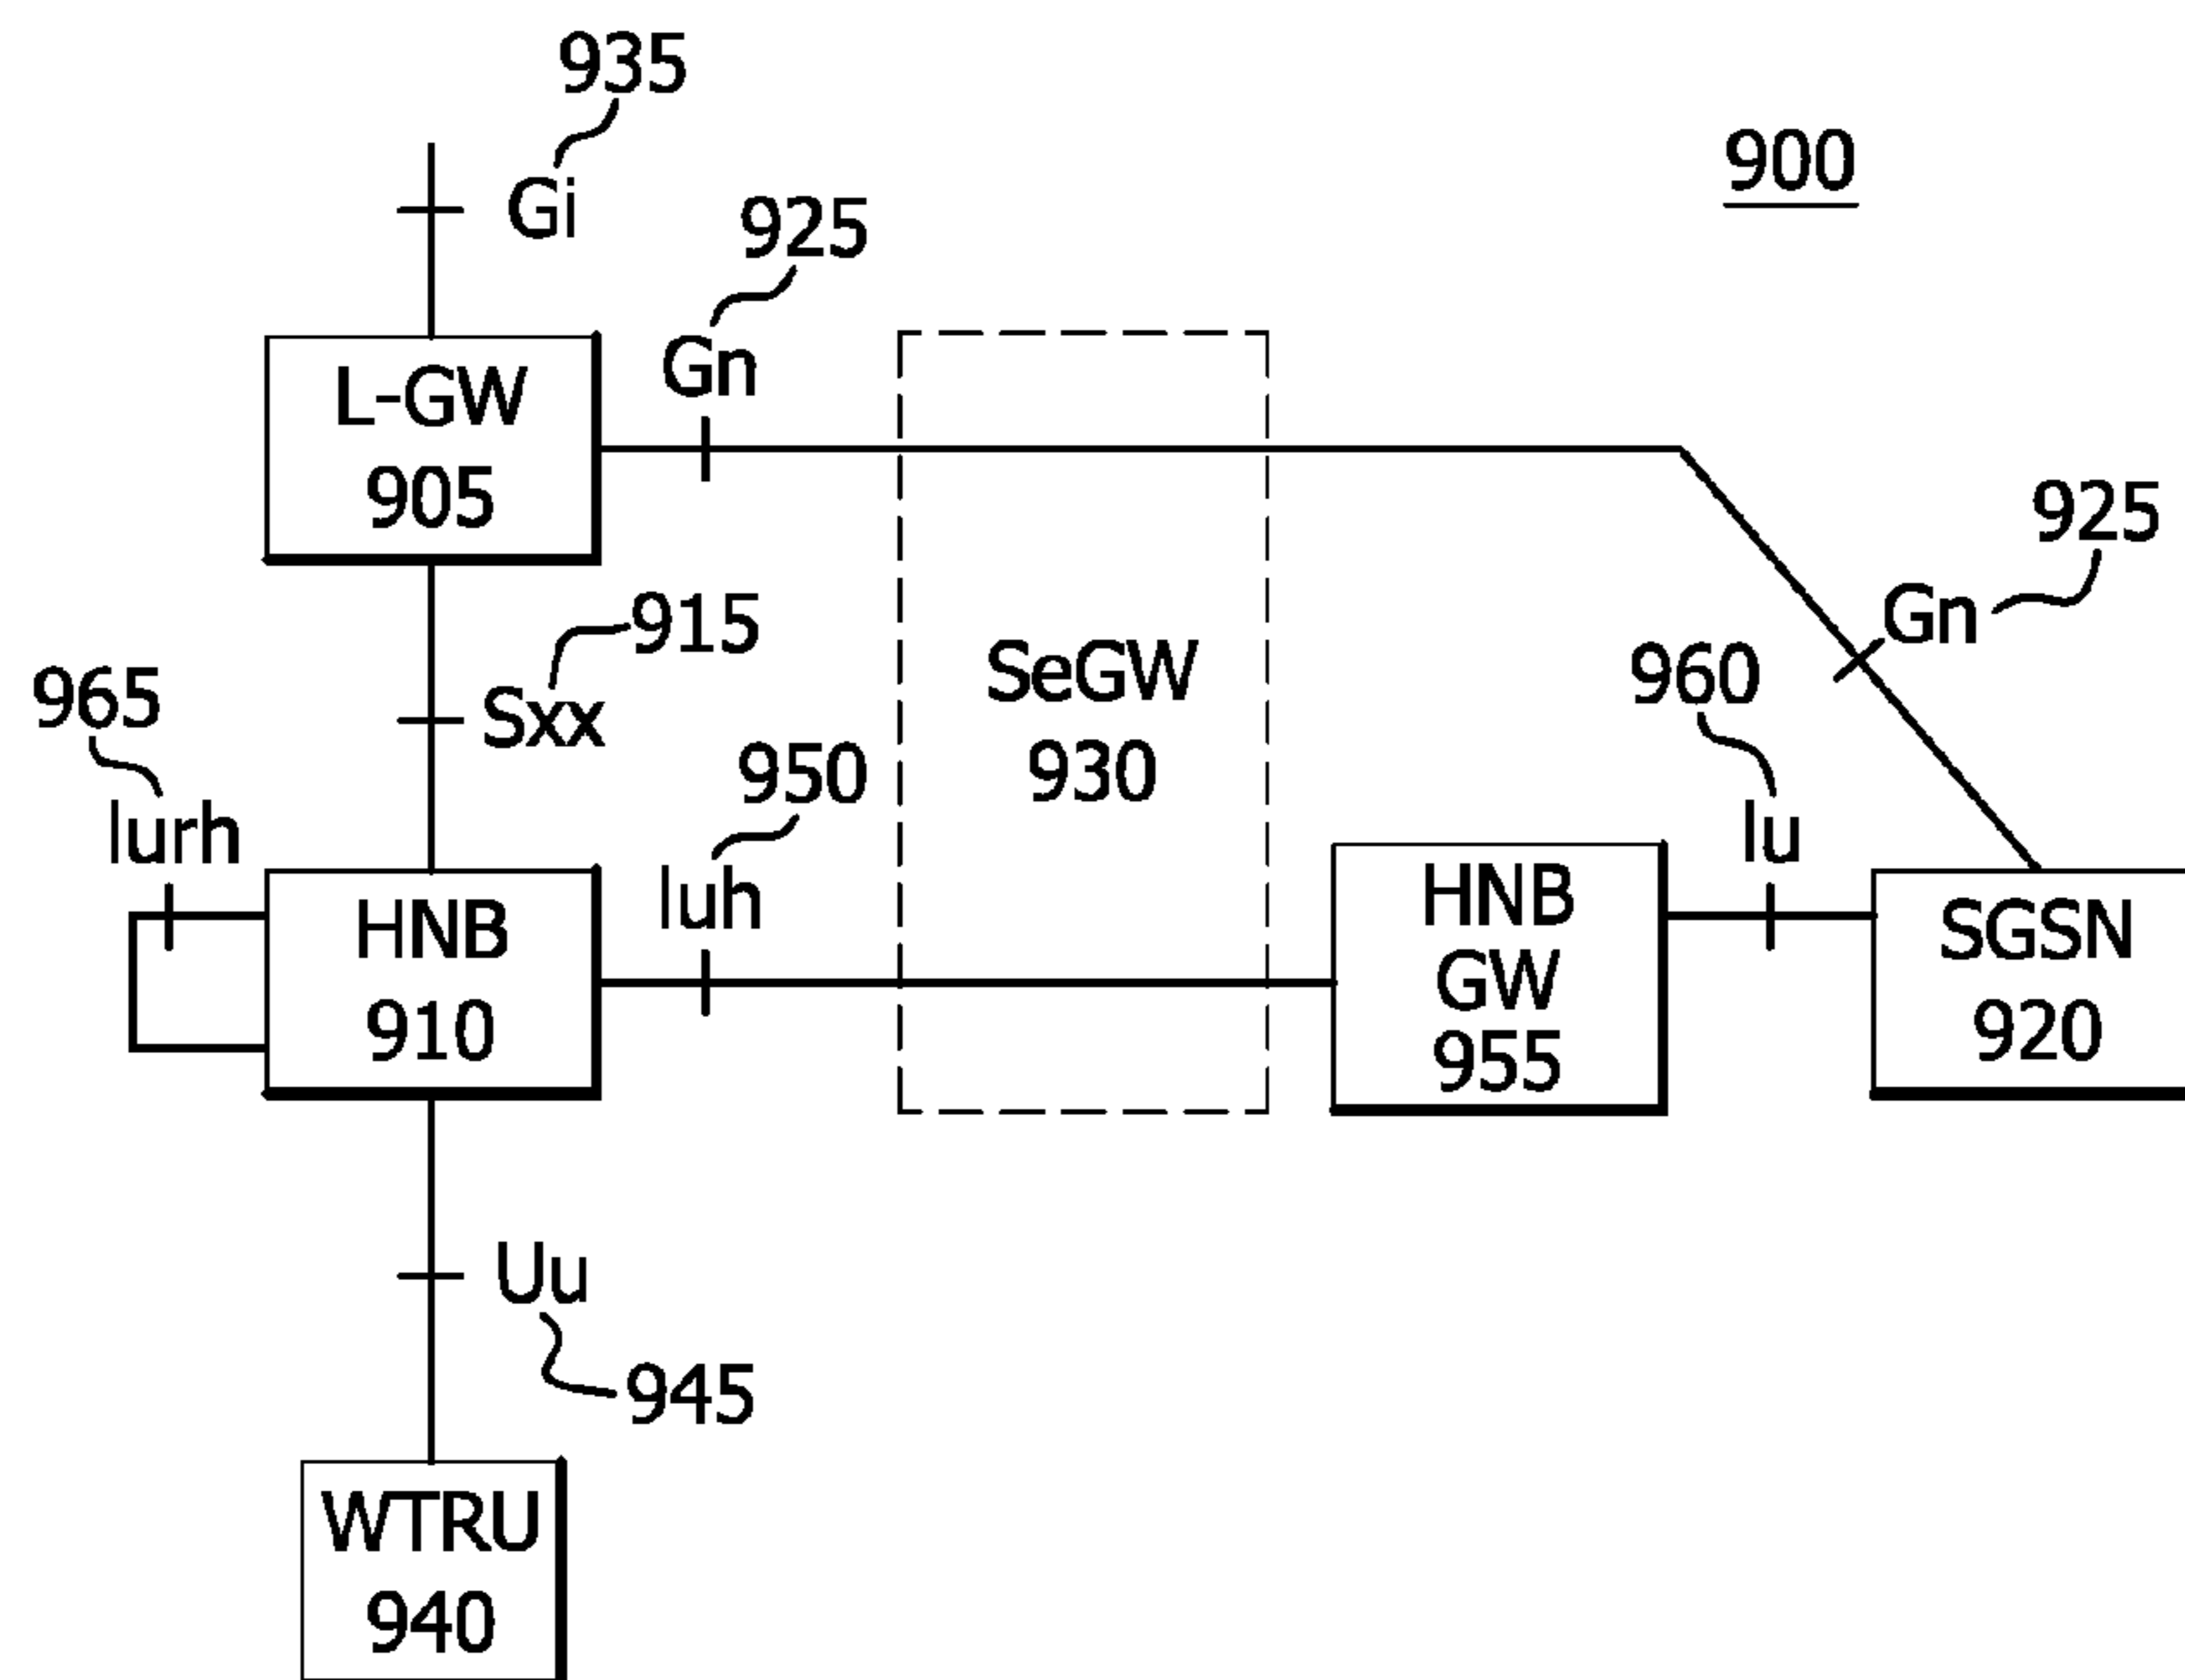 935
900
Gi
925
Gn
L-GW
905
925
Gn
915
Sxx
SeGW
930
960
Iu
965
Iurh
950
Iuh
HNB
910
HNB
GW
955
SGSN
920
Uu
945
WTRU
940